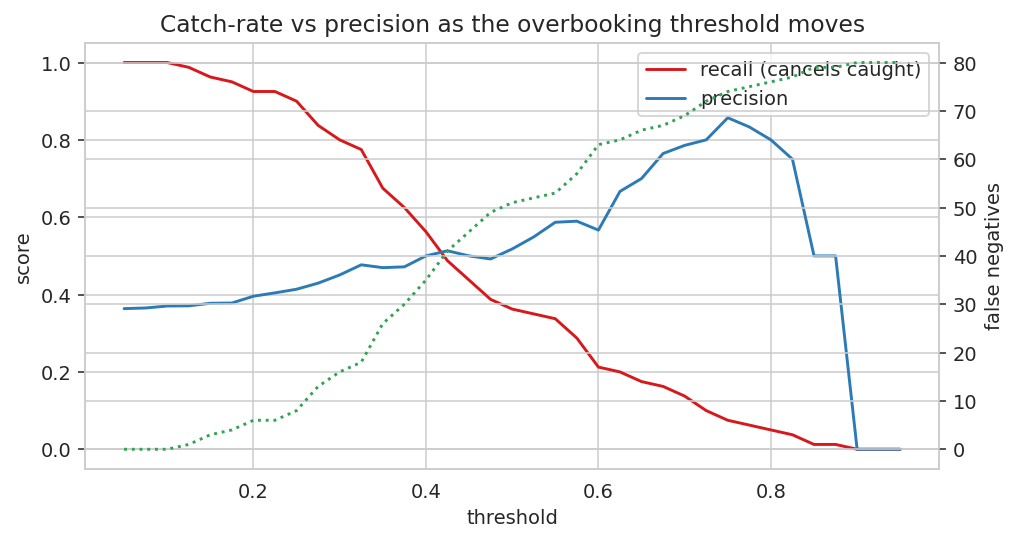 Catch-rate vs precision as the overbooking threshold moves
recall (cancels caught)
precision
score
1.0
0.8
0.6
0.4
0.2
0.0
80
70
60
50
40
30
20
10
0
false negatives
0.2 0.4 0.6 0.8
threshold